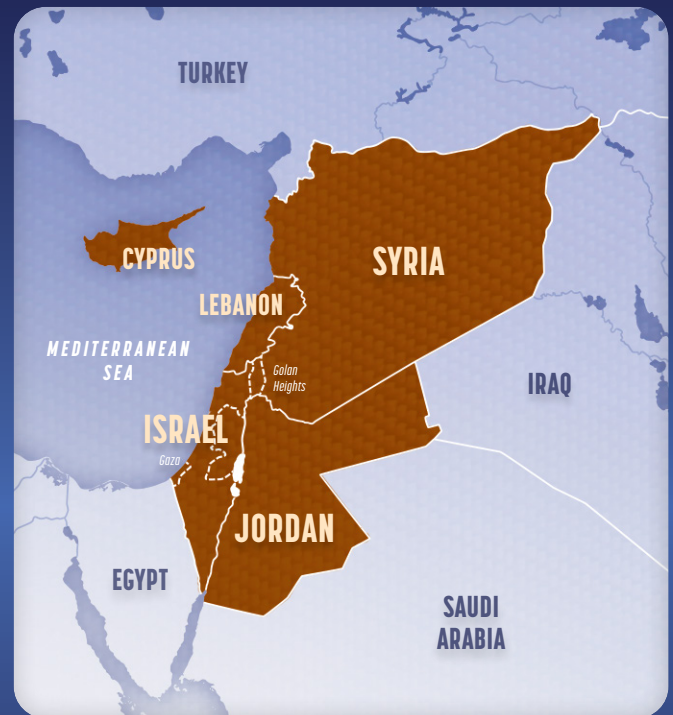 TURKEY
CYPRUS
SYRIA
LEBANON
MEDITERRANEAN
SEA
Golan
Heights
IRAQ
ISRAEL
Gaza
JORDAN
EGYPT
SAUDI
ARABIA